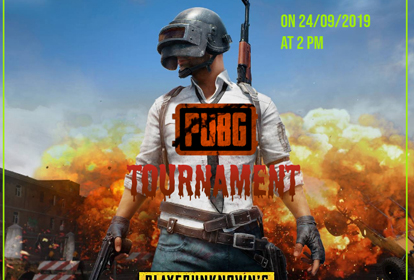 ON 24/09/2019
AT 2 PM
PUBG
TOURNAMENT
PLAYERUNKNOWN'S